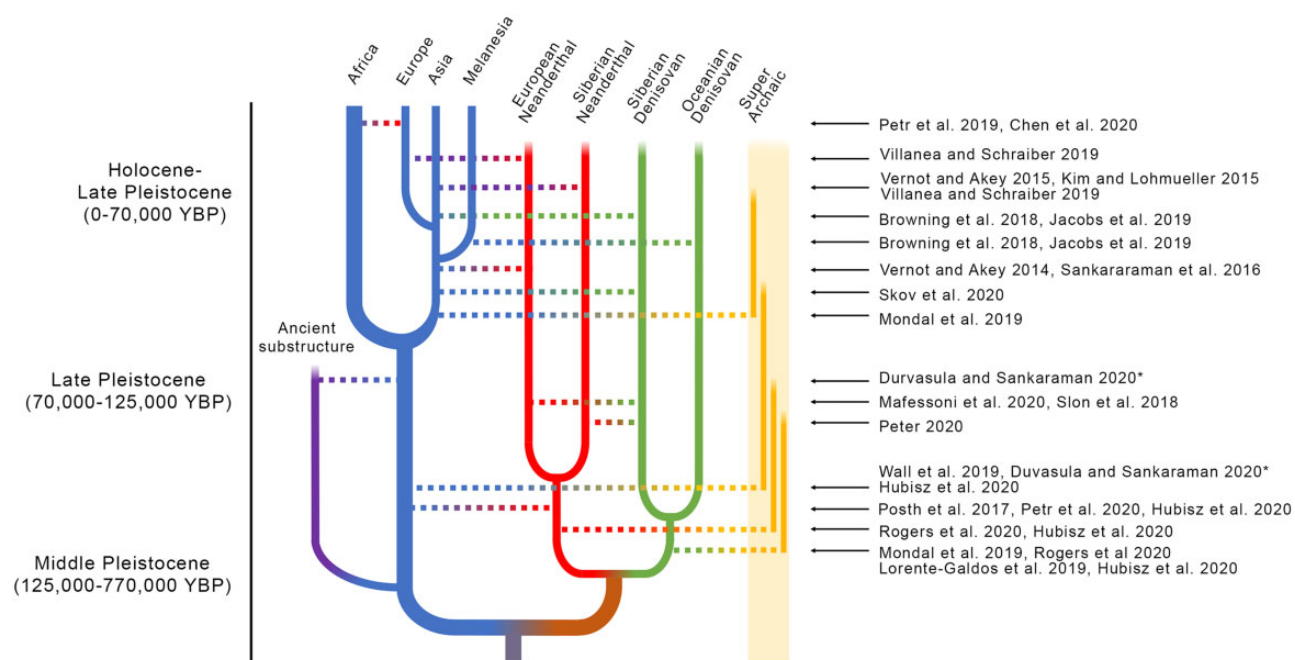 Africa
Europe
Asia
Melanesia
European
Neanderthal
Siberian
Neanderthal
Siberian
Denisovan
Oceanian
Denisovan
Super
Archaic
Holocene-
Late Pleistocene
(0-70,000 YBP)
Ancient
substructure
Late Pleistocene
(70,000-125,000 YBP)
Middle Pleistocene
(125,000-770,000 YBP)
Petr et al. 2019, Chen et al. 2020
Villanea and Schraiber 2019
Vernot and Akey 2015, Kim and Lohmueller 2015
Villanea and Schraiber 2019
Browning et al. 2018, Jacobs et al. 2019
Browning et al. 2018, Jacobs et al. 2019
Vernot and Akey 2014, Sankararaman et al. 2016
Skov et al. 2020
Mondal et al. 2019
Durvasula and Sankaraman 2020*
Mafessoni et al. 2020, Slon et al. 2018
Peter 2020
Wall et al. 2019, Duvasula and Sankaraman 2020*
Hubisz et al. 2020
Posth et al. 2017, Petr et al. 2020, Hubisz et al. 2020
Rogers et al. 2020, Hubisz et al. 2020
Mondal et al. 2019, Rogers et al 2020
Lorente-Galdos et al. 2019, Hubisz et al. 2020